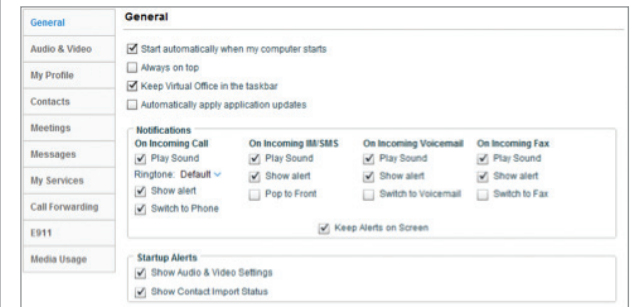 General
Audio & Video
My Profile
Contacts
Meetings
Messages
My Services
Call Forwarding
E911
Media Usage
General
Start automatically when my computer starts
Always on top
Keep Virtual Office in the taskbar
Automatically apply application updates
Notifications
On Incoming Call
Play Sound
Ringtone: Default
Show alert
Switch to Phone
On Incoming IM/SMS
Play Sound
Show alert
Pop to Front
On Incoming Voicemail
Play Sound
Show alert
Switch to Voicemail
On Incoming Fax
Play Sound
Show alert
Switch to Fax
Keep Alerts on Screen
Startup Alerts
Show Audio & Video Settings
Show Contact Import Status